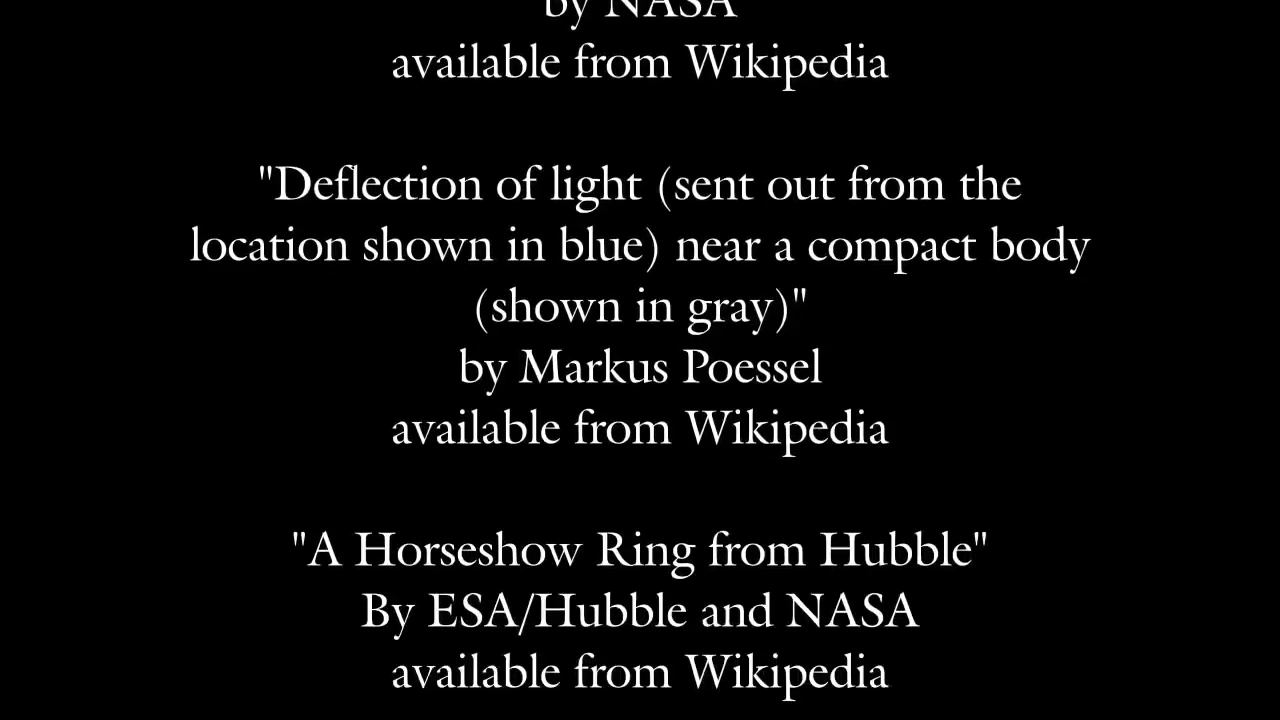 by NASA
available from Wikipedia
"Deflection of light (sent out from the
location shown in blue) near a compact body
(shown in gray)"
by Markus Poessel
available from Wikipedia
"A Horseshow Ring from Hubble"
By ESA/Hubble and NASA
available from Wikipedia